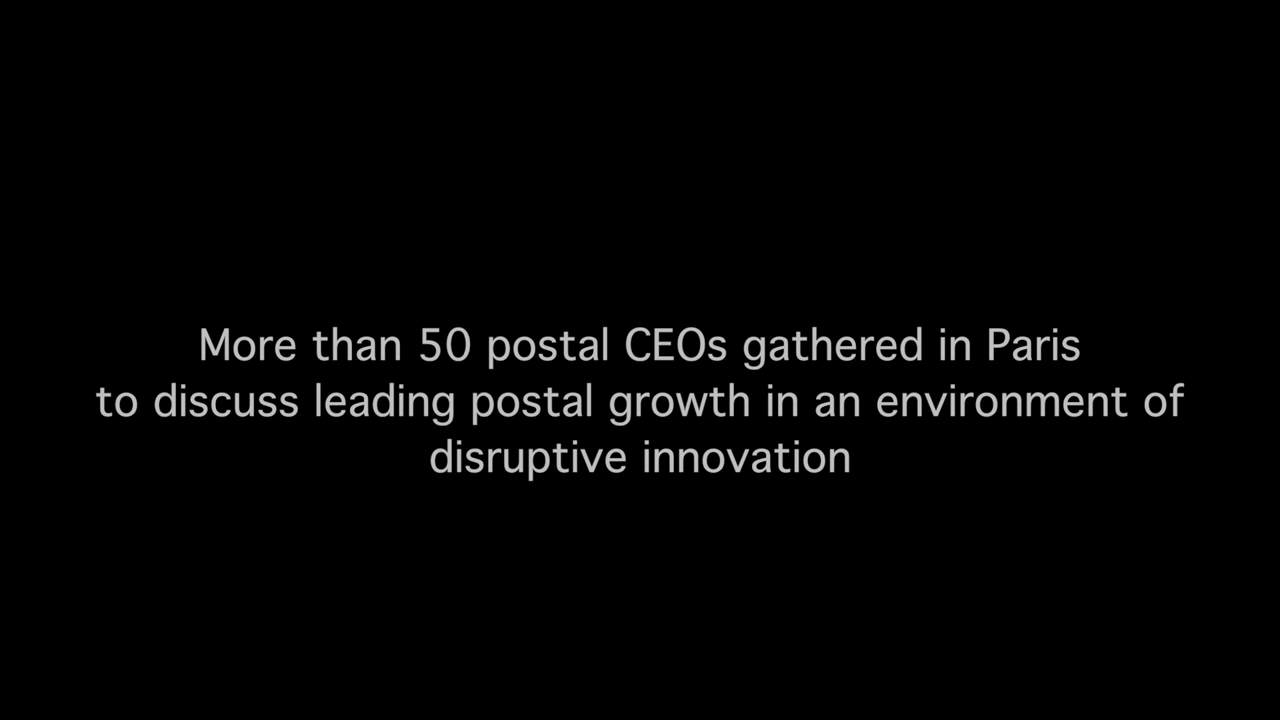 More than 50 postal CEOs gathered in Paris
to discuss leading postal growth in an environment of
disruptive innovation